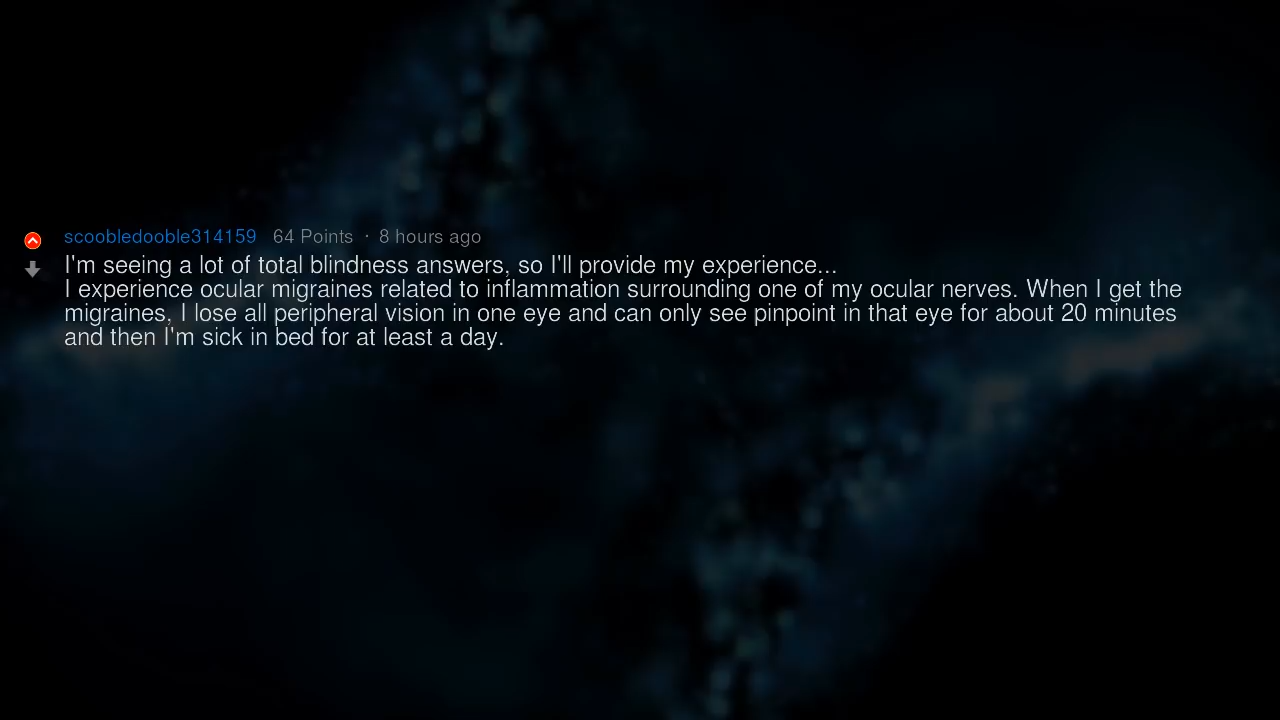 scoobledooble314159 64 Points · 8 hours ago
I'm seeing a lot of total blindness answers, so I'll provide my experience...
I experience ocular migraines related to inflammation surrounding one of my ocular nerves. When I get the
migraines, I lose all peripheral vision in one eye and can only see pinpoint in that eye for about 20 minutes
and then I'm sick in bed for at least a day.